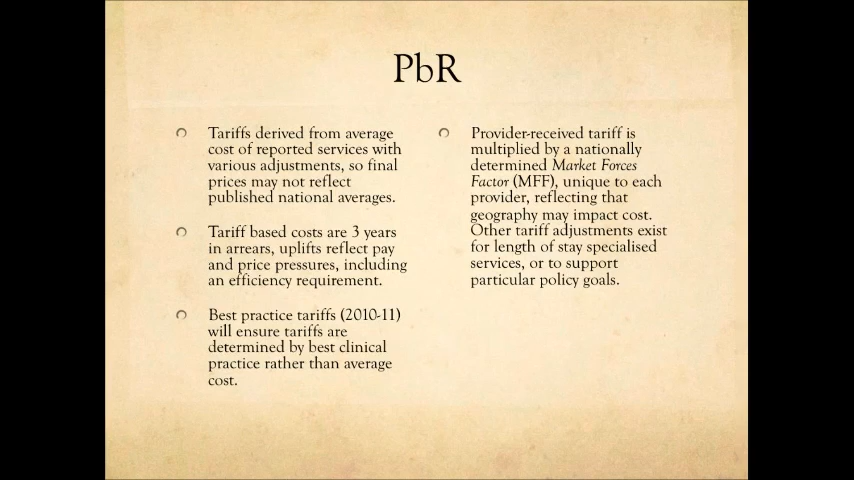 PbR
Tariffs derived from average
cost of reported services with
various adjustments, so final
prices may not reflect
published national averages.
Tariff based costs are 3 years
in arrears, uplifts reflect pay
and price pressures, including
an efficiency requirement.
Best practice tariffs (2010-11)
will ensure tariffs are
determined by best clinical
practice rather than average
cost.
Provider-received tariff is
multiplied by a nationally
determined Market Forces
Factor (MFF), unique to each
provider, reflecting that
geography may impact cost.
Other tariff adjustments exist
for length of stay specialised
services, or to support
particular policy goals.